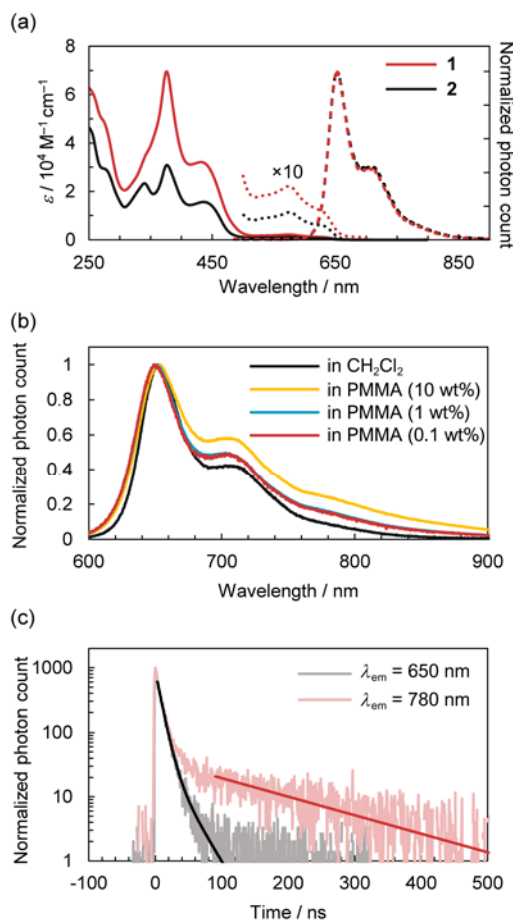 (a)
ε / 10⁴ M⁻¹ cm⁻¹
8
6
4
2
0
1
2
×10
Normalized photon count
250 450 650 850
Wavelength / nm
(b)
Normalized photon count
1
0.8
0.6
0.4
0.2
0
in CH₂Cl₂
in PMMA (10 wt%)
in PMMA (1 wt%)
in PMMA (0.1 wt%)
600 700 800 900
Wavelength / nm
(c)
Normalized photon count
1000
100
10
1
λem = 650 nm
λem = 780 nm
-100 0 100 200 300 400 500
Time / ns